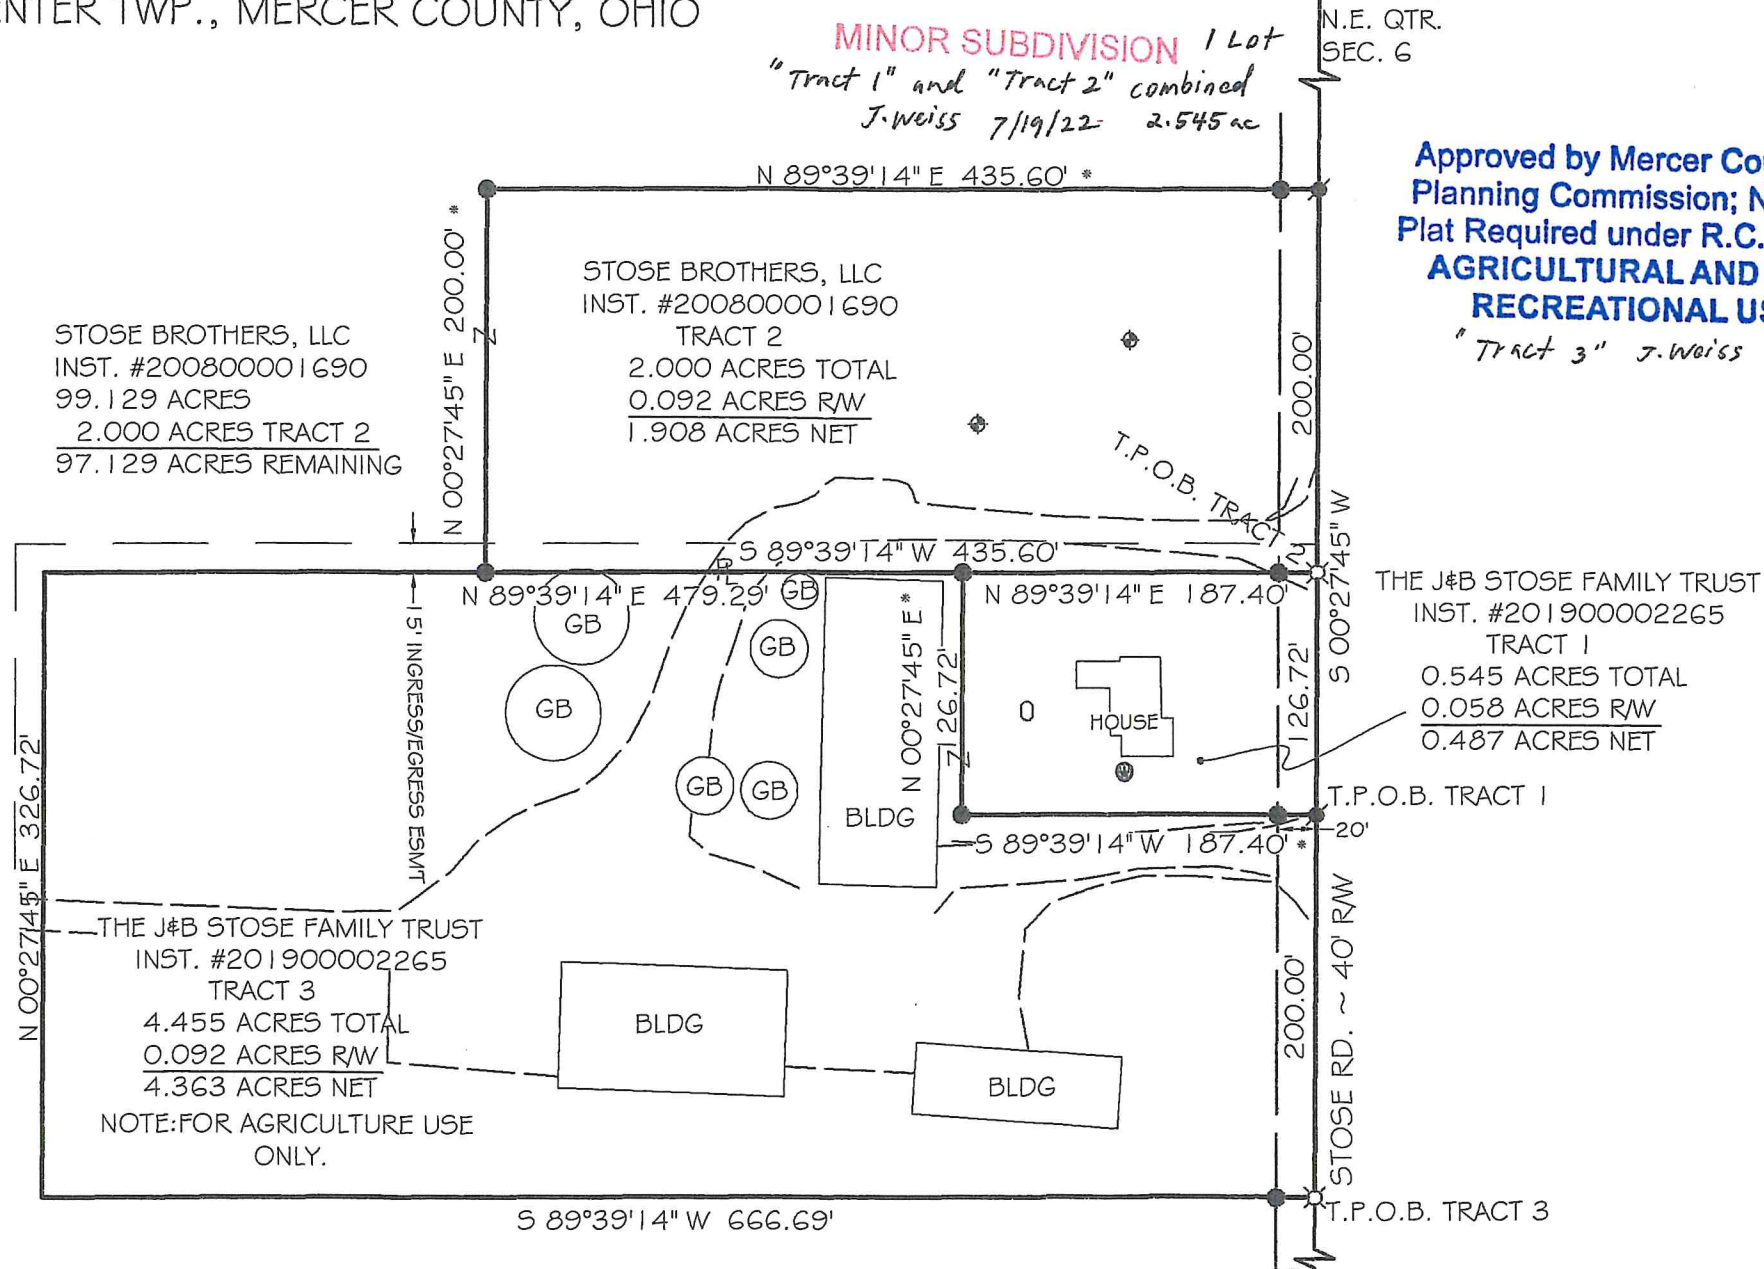 ENTER TWP., MERCER COUNTY, OHIO
MINOR SUBDIVISION 1 Lot
"Tract 1" and "Tract 2" combined
J. Weiss 7/19/22 2.545 ac
N.E. QTR.
SEC. 6
Approved by Mercer Co
Planning Commission; N
Plat Required under R.C.
AGRICULTURAL AND
RECREATIONAL US
"Tract 3" J. Weiss
N 89°39'14" E 435.60' *
N 00°27'45" E 200.00' *
STOSE BROTHERS, LLC
INST. #200800001690
TRACT 2
2.000 ACRES TOTAL
0.092 ACRES R/W
1.908 ACRES NET
STOSE BROTHERS, LLC
INST. #200800001690
99.129 ACRES
2.000 ACRES TRACT 2
97.129 ACRES REMAINING
200.00'
T.P.O.B. TRACT 2
S 00°27'45" W
S 89°39'14" W 435.60'
PL
N 89°39'14" E 479.29'
N 89°39'14" E 187.40'
15' INGRESS/EGRESS ESMT
GB
GB
GB
GB
GB
GB
BLDG
N 00°27'45" E *
126.72'
HOUSE
W
126.72'
THE J&B STOSE FAMILY TRUST
INST. #201900002265
TRACT 1
0.545 ACRES TOTAL
0.058 ACRES R/W
0.487 ACRES NET
T.P.O.B. TRACT 1
20'
S 89°39'14" W 187.40' *
N 00°27'45" E 326.72'
THE J&B STOSE FAMILY TRUST
INST. #201900002265
TRACT 3
4.455 ACRES TOTAL
0.092 ACRES R/W
4.363 ACRES NET
NOTE:FOR AGRICULTURE USE
ONLY.
BLDG
BLDG
200.00'
STOSE RD. ~ 40' R/W
S 89°39'14" W 666.69'
T.P.O.B. TRACT 3